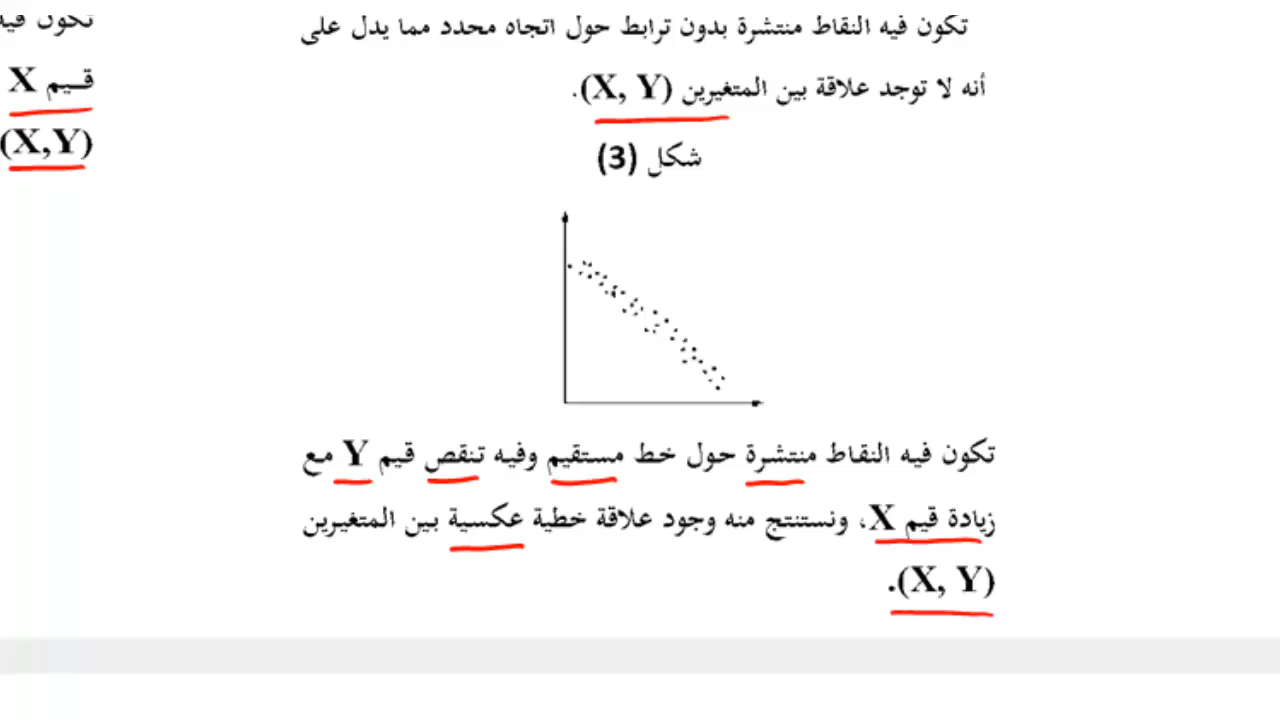 تكون فيه النقاط منتشرة بدون ترابط حول اتجاه محدد مما يدل على
أنه لا توجد علاقة بين المتغيرين (X, Y).
شكل (3)
تكون فيه النقاط منتشرة حول خط مستقيم وفيه تنقص قيم Y مع
زيادة قيم X، ونستنتج منه وجود علاقة خطية عكسية بين المتغيرين
(X, Y).
تكون فيه
قيم X
(X,Y)